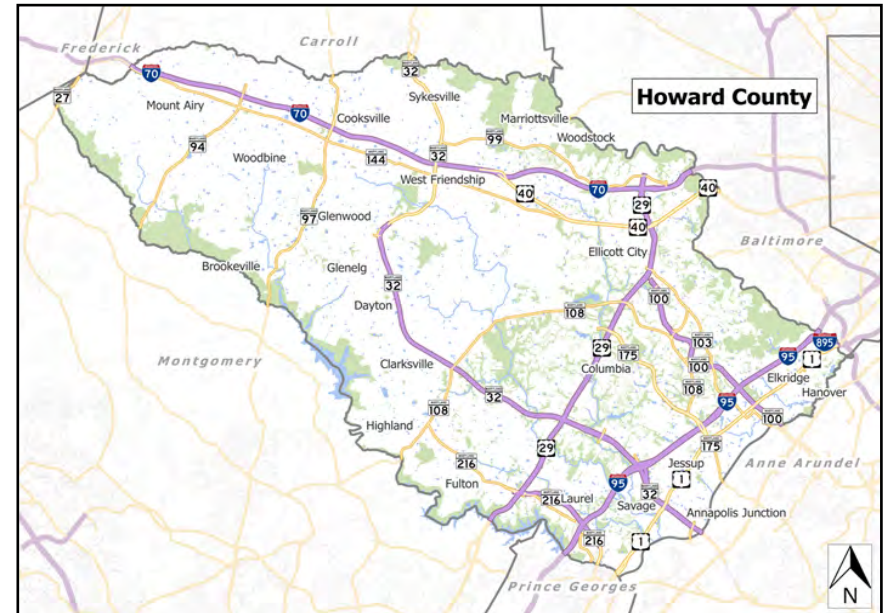 Frederick
Carroll
Howard County
70
32
27
Mount Airy
Sykesville
70
Cooksville
Marriottsville
94
99
Woodstock
Woodbine
144
32
West Friendship
70
40
40
29
97
Glenwood
40
Baltimore
Ellicott City
Brookeville
Glenelg
32
100
Dayton
108
103
895
Montgomery
29
175
95
1
Clarksville
Columbia
100
Elkridge
32
108
Hanover
108
95
100
Highland
29
175
216
Jessup
Anne Arundel
Fulton
95
1
216
Laurel
32
Savage
Annapolis Junction
216
1
Prince Georges
N